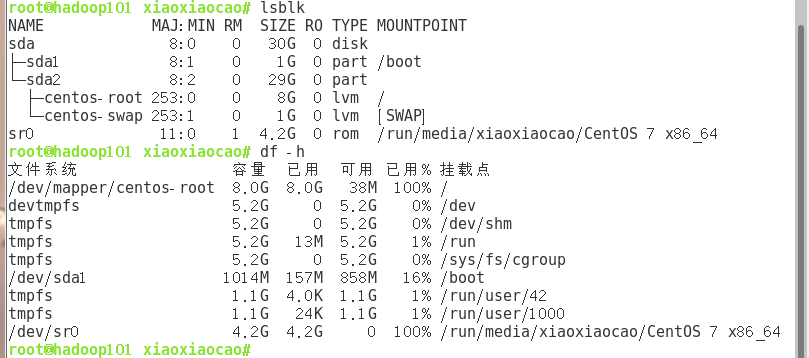 root@hadoop101 xiaoxiaocao# lsblk
NAME            MAJ:MIN RM  SIZE RO TYPE MOUNTPOINT
sda               8:0    0   30G  0 disk
├─sda1            8:1    0    1G  0 part /boot
└─sda2            8:2    0   29G  0 part
  ├─centos-root 253:0    0    8G  0 lvm  /
  └─centos-swap 253:1    0    1G  0 lvm  [SWAP]
sr0              11:0    1  4.2G  0 rom  /run/media/xiaoxiaocao/CentOS 7 x86_64
root@hadoop101 xiaoxiaocao# df -h
文件系统                 容量  已用  可用 已用% 挂载点
/dev/mapper/centos-root  8.0G  8.0G   38M  100% /
devtmpfs                 5.2G     0  5.2G    0% /dev
tmpfs                    5.2G     0  5.2G    0% /dev/shm
tmpfs                    5.2G   13M  5.2G    1% /run
tmpfs                    5.2G     0  5.2G    0% /sys/fs/cgroup
/dev/sda1               1014M  157M  858M   16% /boot
tmpfs                    1.1G  4.0K  1.1G    1% /run/user/42
tmpfs                    1.1G   24K  1.1G    1% /run/user/1000
/dev/sr0                 4.2G  4.2G     0  100% /run/media/xiaoxiaocao/CentOS 7 x86_64
root@hadoop101 xiaoxiaocao#